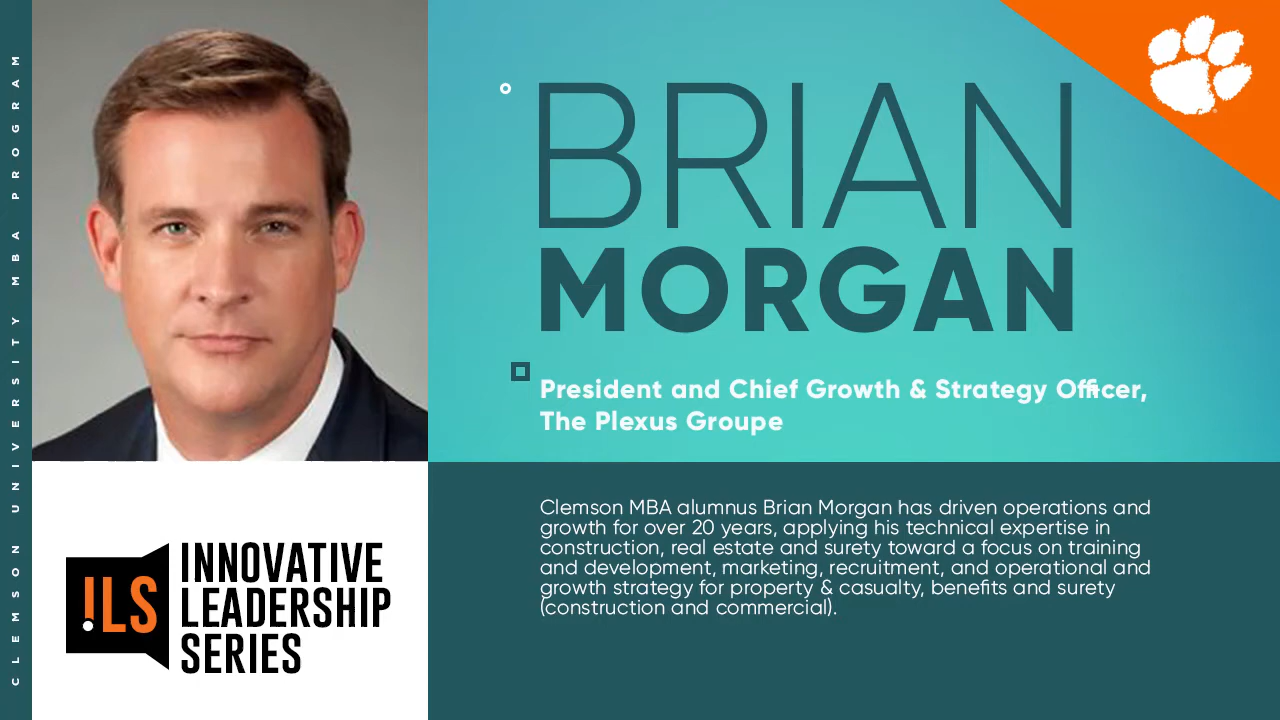 CLEMSON UNIVERSITY MBA PROGRAM
BRIAN
MORGAN
President and Chief Growth & Strategy Officer,
The Plexus Groupe
Clemson MBA alumnus Brian Morgan has driven operations and
growth for over 20 years, applying his technical expertise in
construction, real estate and surety toward a focus on training
and development, marketing, recruitment, and operational and
growth strategy for property & casualty, benefits and surety
(construction and commercial).
ILS
INNOVATIVE
LEADERSHIP
SERIES